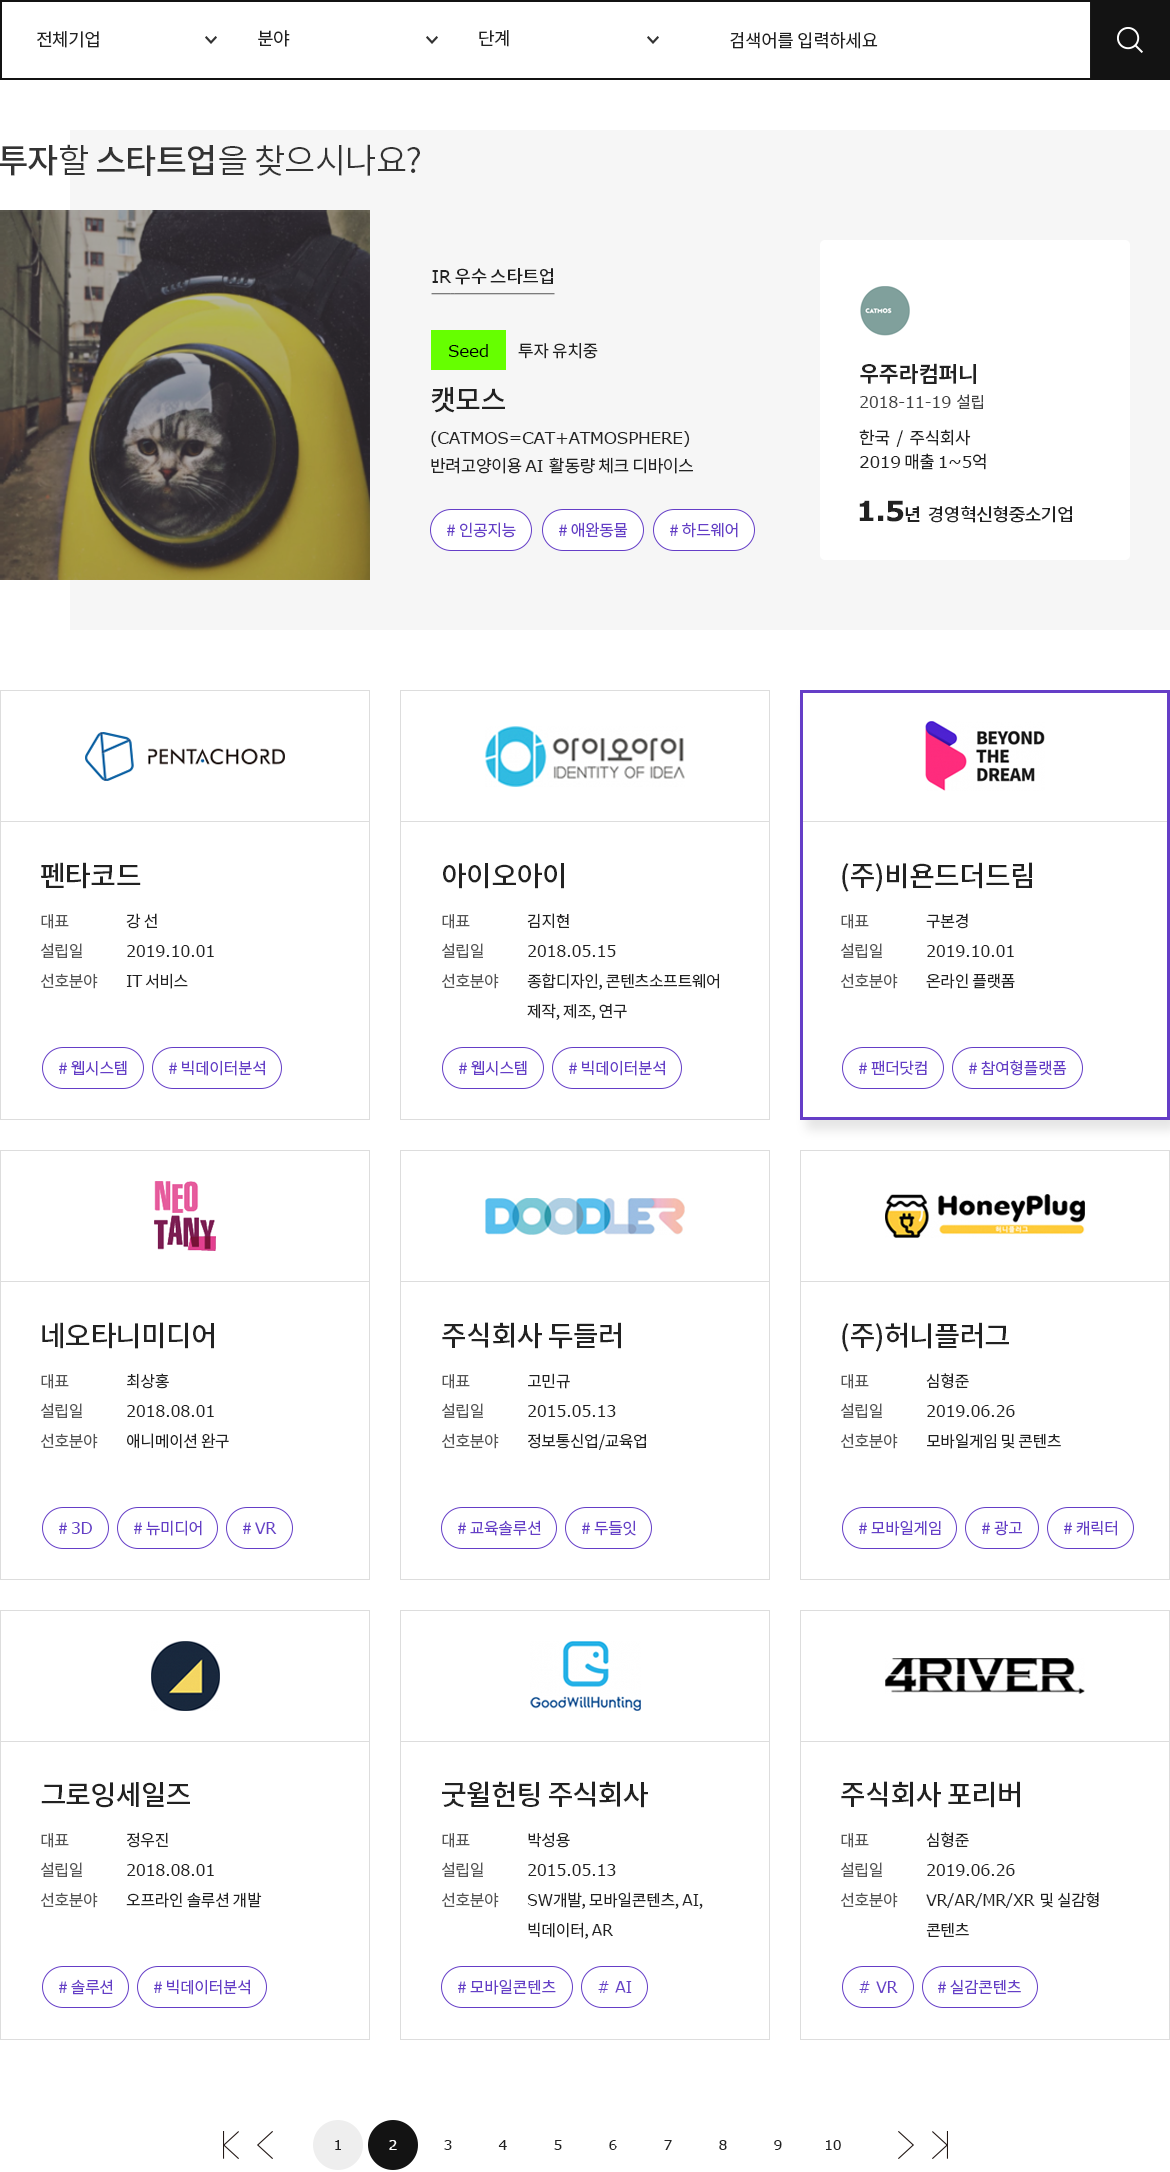 전체기업
분야
단계
검색어를 입력하세요
투자할 스타트업을 찾으시나요?
IR 우수 스타트업
Seed 투자 유치중
캣모스
(CATMOS=CAT+ATMOSPHERE)
반려고양이용 AI 활동량 체크 디바이스
# 인공지능 # 애완동물 # 하드웨어
CATMOS
우주라컴퍼니
2018-11-19 설립
한국 / 주식회사
2019 매출 1~5억
1.5년 경영혁신형중소기업
PENTACHORD
펜타코드
대표 강 선
설립일 2019.10.01
선호분야 IT 서비스
# 웹시스템 # 빅데이터분석
아이오아이
IDENTITY OF IDEA
아이오아이
대표 김지현
설립일 2018.05.15
선호분야 종합디자인, 콘텐츠소프트웨어
제작, 제조, 연구
# 웹시스템 # 빅데이터분석
BEYOND
THE
DREAM
(주)비욘드더드림
대표 구본경
설립일 2019.10.01
선호분야 온라인 플랫폼
# 팬더닷컴 # 참여형플랫폼
NEO
TANY
네오타니미디어
대표 최상홍
설립일 2018.08.01
선호분야 애니메이션 완구
# 3D # 뉴미디어 # VR
DOODLER
주식회사 두들러
대표 고민규
설립일 2015.05.13
선호분야 정보통신업/교육업
# 교육솔루션 # 두들잇
HoneyPlug
허니플러그
(주)허니플러그
대표 심형준
설립일 2019.06.26
선호분야 모바일게임 및 콘텐츠
# 모바일게임 # 광고 # 캐릭터
그로잉세일즈
대표 정우진
설립일 2018.08.01
선호분야 오프라인 솔루션 개발
# 솔루션 # 빅데이터분석
GoodWillHunting
굿윌헌팅 주식회사
대표 박성용
설립일 2015.05.13
선호분야 SW개발, 모바일콘텐츠, AI,
빅데이터, AR
# 모바일콘텐츠 # AI
4RIVER
주식회사 포리버
대표 심형준
설립일 2019.06.26
선호분야 VR/AR/MR/XR 및 실감형
콘텐츠
# VR # 실감콘텐츠
1 2 3 4 5 6 7 8 9 10